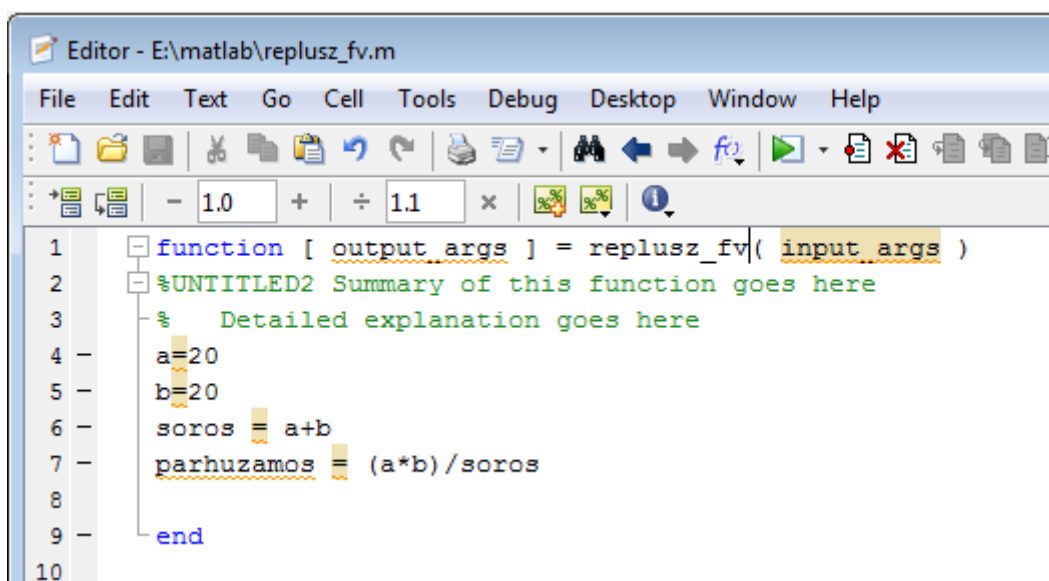 Editor - E:\matlab\replusz_fv.m
File Edit Text Go Cell Tools Debug Desktop Window Help
- 1.0 + ÷ 1.1 ×
1 function [ output_args ] = replusz_fv( input_args )
2 %UNTITLED2 Summary of this function goes here
3 % Detailed explanation goes here
4 - a=20
5 - b=20
6 - soros = a+b
7 - parhuzamos = (a*b)/soros
8
9 - end
10